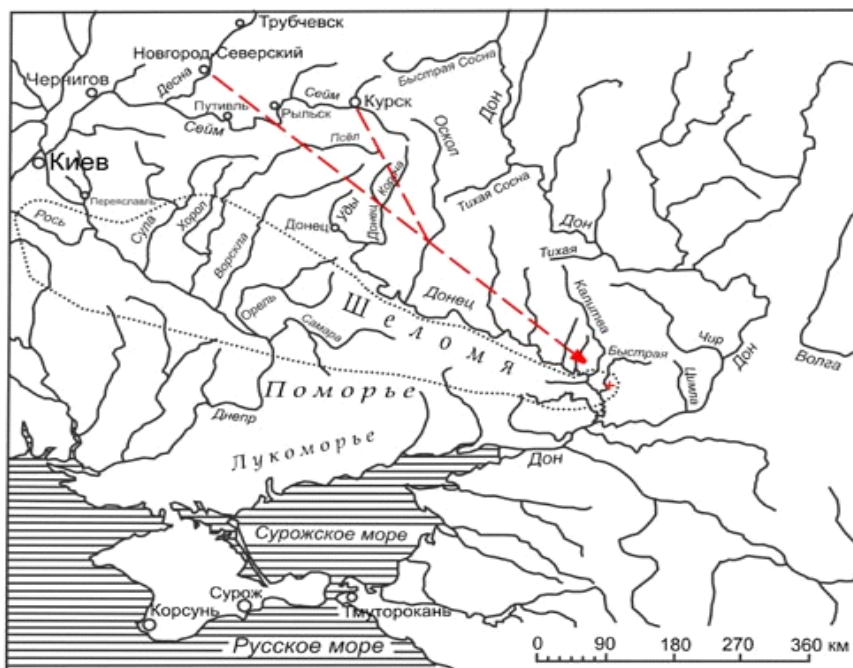 Трубчевск
Новгород-Северский
Чернигов
Десна
Путивль
Сейм
Рыльск
Сейм
Курск
Быстрая Сосна
Дон
Оскол
Псёл
Киев
Переяславль
Рось
Сула
Хорол
Ворскла
Донец
Уды
Донец
Короча
Тихая Сосна
Дон
Тихая
Донец
Калитва
Быстрая
Чир
Дон
Цимла
Волга
Орель
Самара
Шеломя
Поморье
Днепр
Лукоморье
Дон
Сурожское море
Сурож
Корсунь
Тмуторокань
Русское море
0 90 180 270 360 км